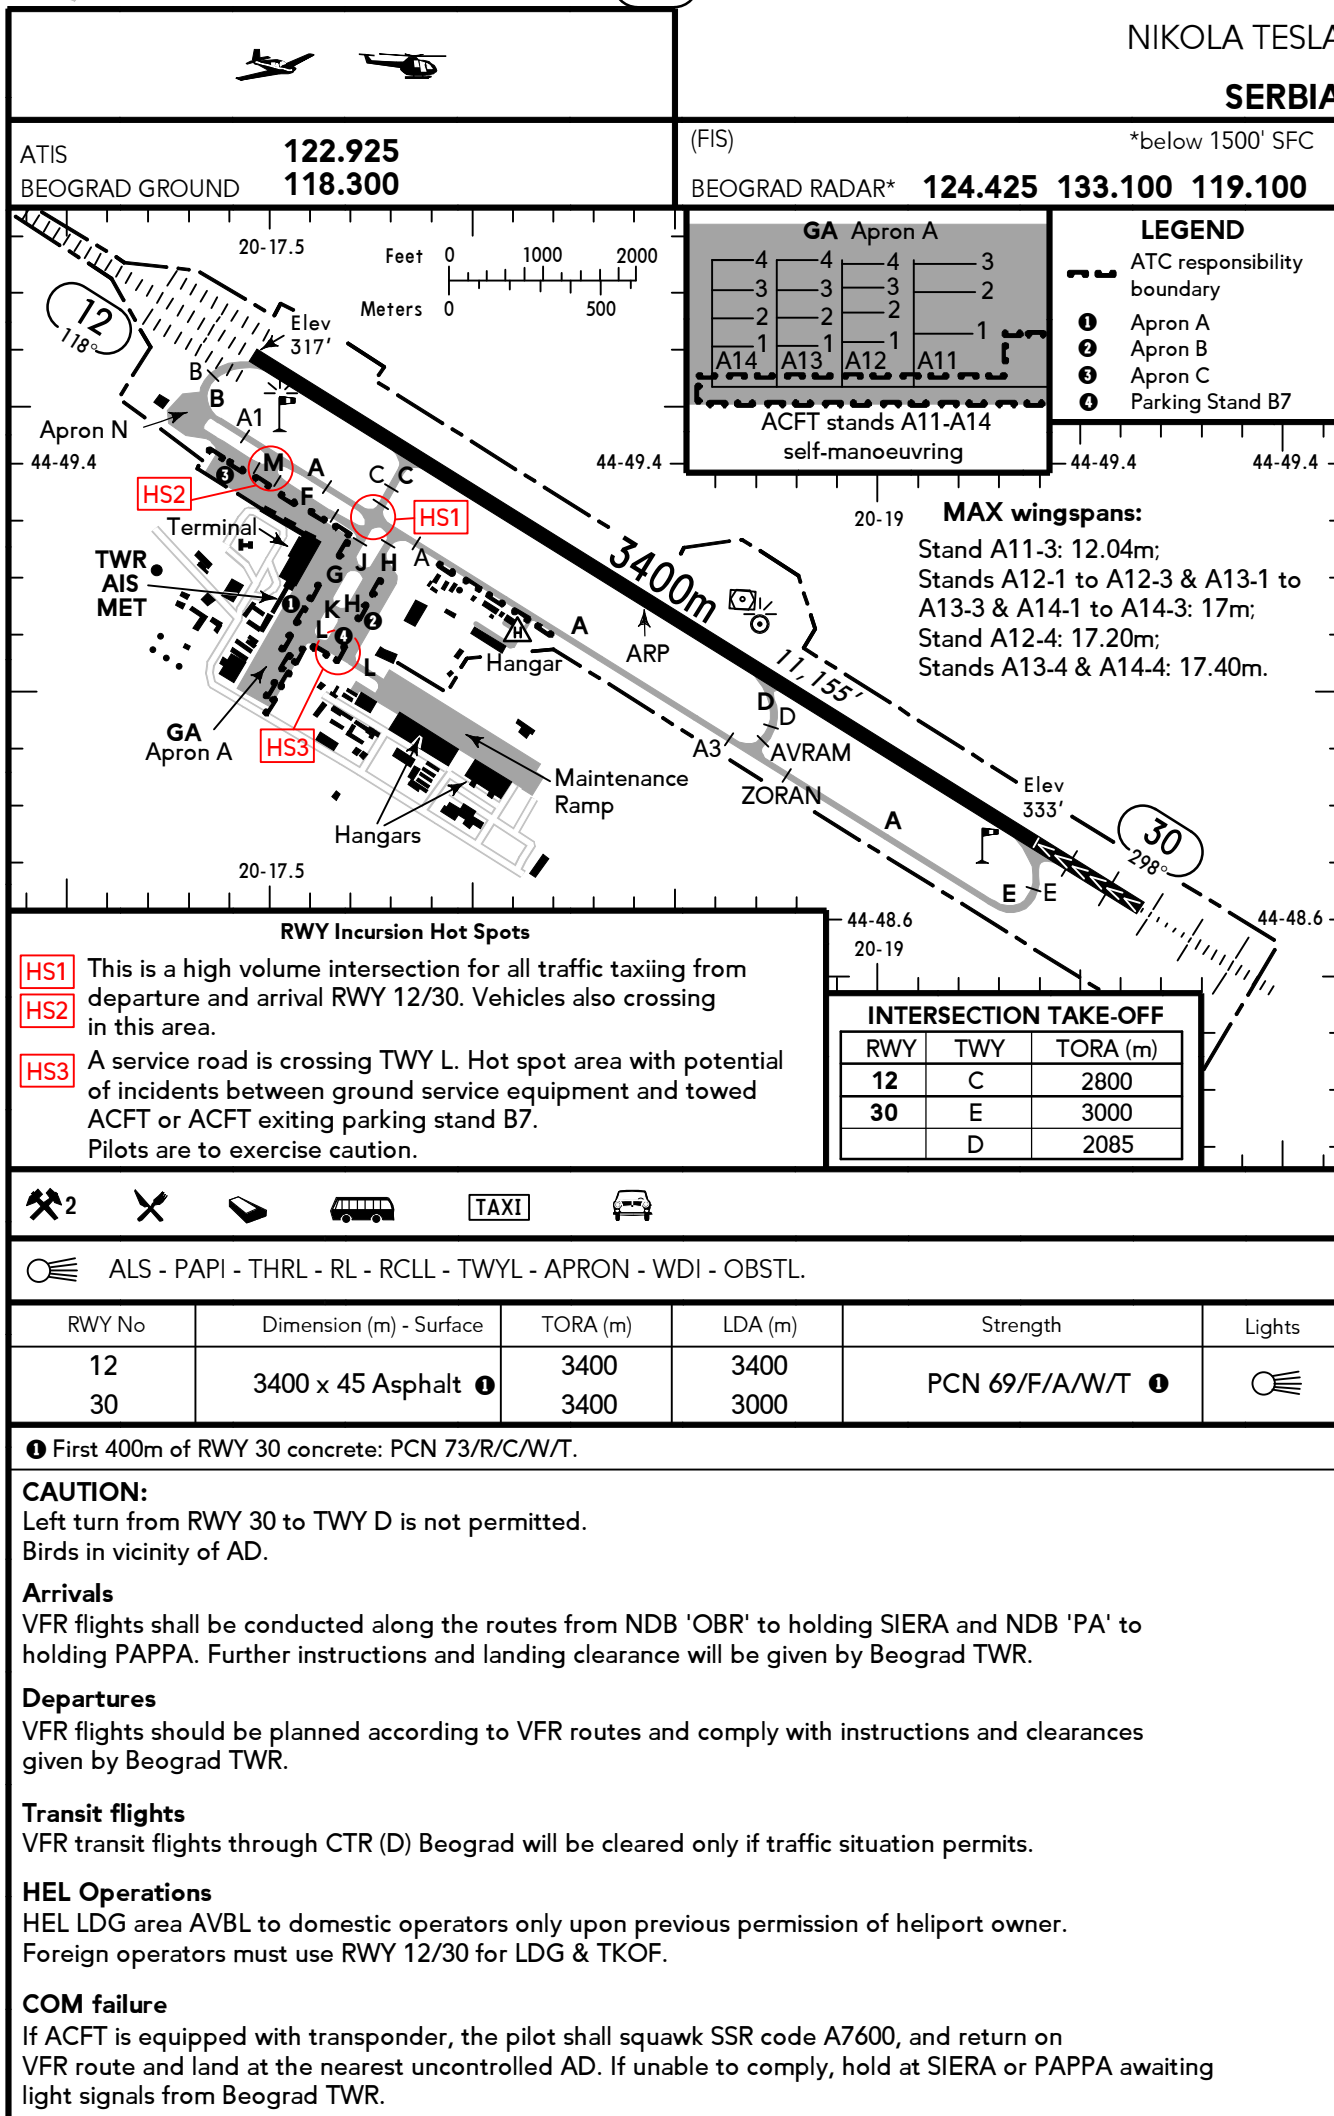 NIKOLA TESLA
SERBIA
ATIS 122.925
BEOGRAD GROUND 118.300
(FIS) *below 1500' SFC
BEOGRAD RADAR* 124.425 133.100 119.100
20-17.5
Feet 0 1000 2000
Meters 0 500
12
118°
Elev
317'
B
B
A1
Apron N
44-49.4
M
A
C
C
3
F
HS2
HS1
Terminal
TWR
AIS
MET
J
H
A
G
1
K
H
2
L
4
L
H
Hangar
A
GA
Apron A
HS3
Hangars
Maintenance
Ramp
20-17.5
3400m
11,155'
ARP
D
D
A3
AVRAM
ZORAN
A
Elev
333'
30
298°
E
E
44-49.4
GA Apron A
4 4 4 3
3 3 3 2
2 2 2
1 1 1 1
A14 A13 A12 A11
ACFT stands A11-A14
self-manoeuvring
LEGEND
ATC responsibility
boundary
1 Apron A
2 Apron B
3 Apron C
4 Parking Stand B7
44-49.4
44-49.4
20-19
MAX wingspans:
Stand A11-3: 12.04m;
Stands A12-1 to A12-3 & A13-1 to
A13-3 & A14-1 to A14-3: 17m;
Stand A12-4: 17.20m;
Stands A13-4 & A14-4: 17.40m.
44-48.6
44-48.6
20-19
RWY Incursion Hot Spots
HS1 This is a high volume intersection for all traffic taxiing from
HS2 departure and arrival RWY 12/30. Vehicles also crossing
in this area.
HS3 A service road is crossing TWY L. Hot spot area with potential
of incidents between ground service equipment and towed
ACFT or ACFT exiting parking stand B7.
Pilots are to exercise caution.
INTERSECTION TAKE-OFF
RWY TWY TORA (m)
12 C 2800
30 E 3000
D 2085
2
TAXI
ALS - PAPI - THRL - RL - RCLL - TWYL - APRON - WDI - OBSTL.
RWY No Dimension (m) - Surface TORA (m) LDA (m) Strength Lights
12 3400 3400
3400 x 45 Asphalt 1 PCN 69/F/A/W/T 1
30 3400 3000
1 First 400m of RWY 30 concrete: PCN 73/R/C/W/T.
CAUTION:
Left turn from RWY 30 to TWY D is not permitted.
Birds in vicinity of AD.
Arrivals
VFR flights shall be conducted along the routes from NDB 'OBR' to holding SIERA and NDB 'PA' to
holding PAPPA. Further instructions and landing clearance will be given by Beograd TWR.
Departures
VFR flights should be planned according to VFR routes and comply with instructions and clearances
given by Beograd TWR.
Transit flights
VFR transit flights through CTR (D) Beograd will be cleared only if traffic situation permits.
HEL Operations
HEL LDG area AVBL to domestic operators only upon previous permission of heliport owner.
Foreign operators must use RWY 12/30 for LDG & TKOF.
COM failure
If ACFT is equipped with transponder, the pilot shall squawk SSR code A7600, and return on
VFR route and land at the nearest uncontrolled AD. If unable to comply, hold at SIERA or PAPPA awaiting
light signals from Beograd TWR.